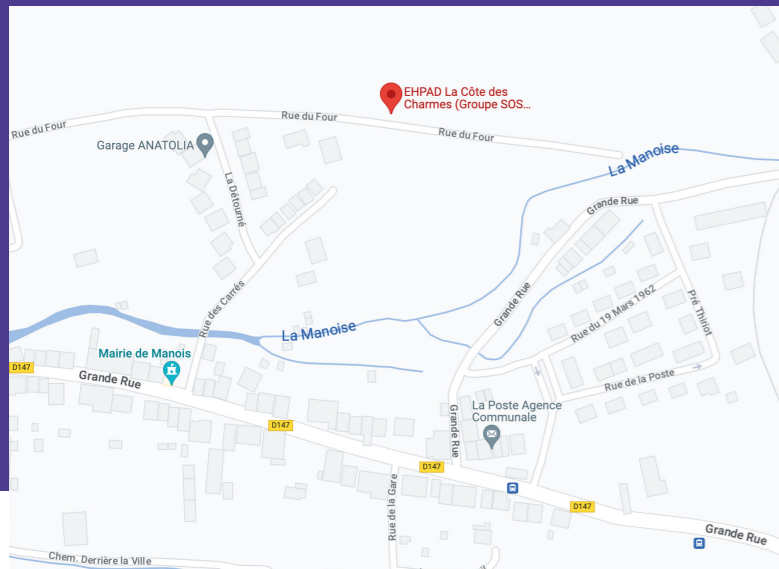 EHPAD La Côte des
Charmes (Groupe SOS...
Rue du Four
Rue du Four
Rue du Four
Garage ANATOLIA
La Manoise
La Détourné
Grande Rue
Rue des Carrés
Grande Rue
Rue du 19 Mars 1962
Pré Thiriot
La Manoise
Mairie de Manois
D147
Grande Rue
Rue de la Poste
La Poste Agence
Communale
Grande Rue
D147
D147
Rue de la Gare
D147
Grande Rue
Chem. Derrière la Ville